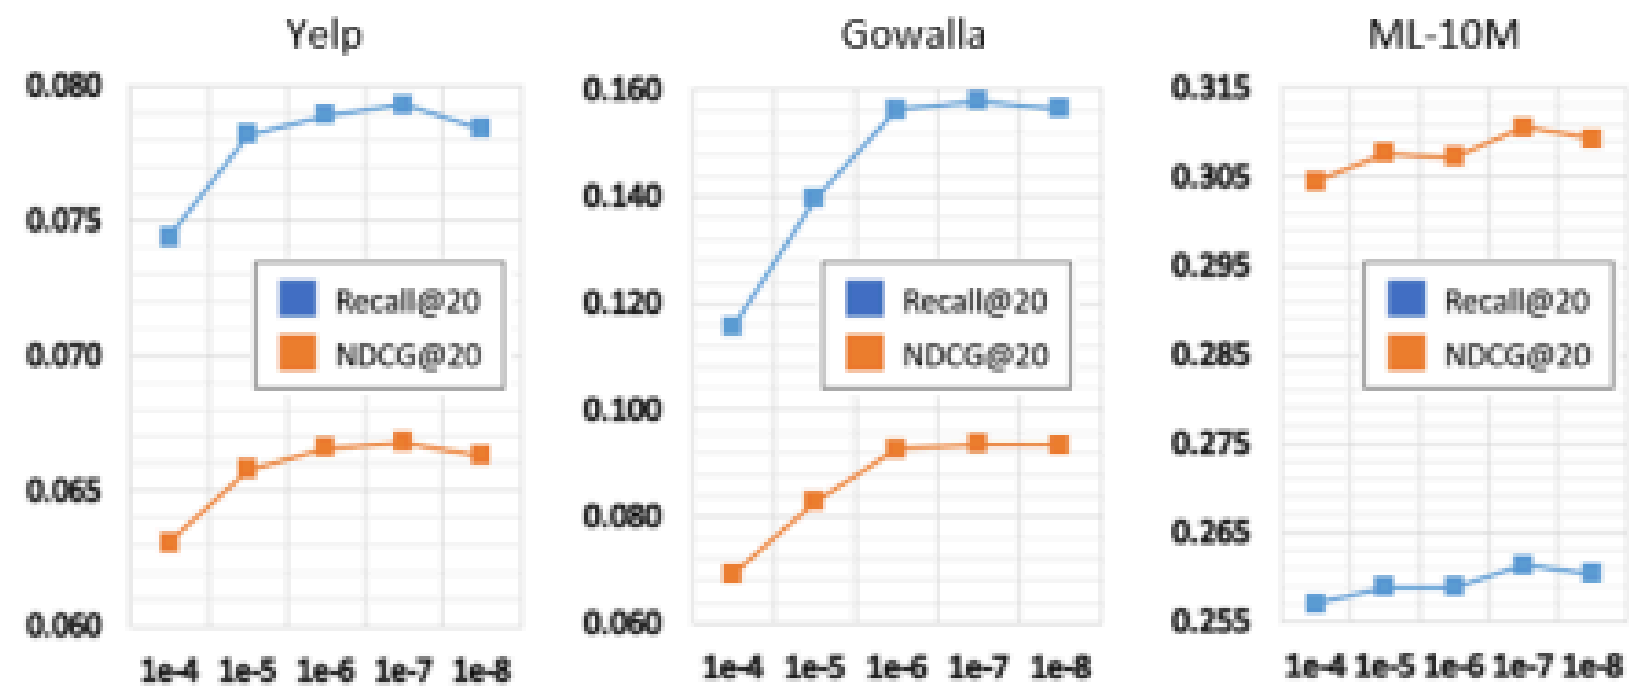 Yelp
0.080
0.075
0.070
0.065
0.060
Recall@20
NDCG@20
1e-4 1e-5 1e-6 1e-7 1e-8
Gowalla
0.160
0.140
0.120
0.100
0.080
0.060
Recall@20
NDCG@20
1e-4 1e-5 1e-6 1e-7 1e-8
ML-10M
0.315
0.305
0.295
0.285
0.275
0.265
0.255
Recall@20
NDCG@20
1e-4 1e-5 1e-6 1e-7 1e-8